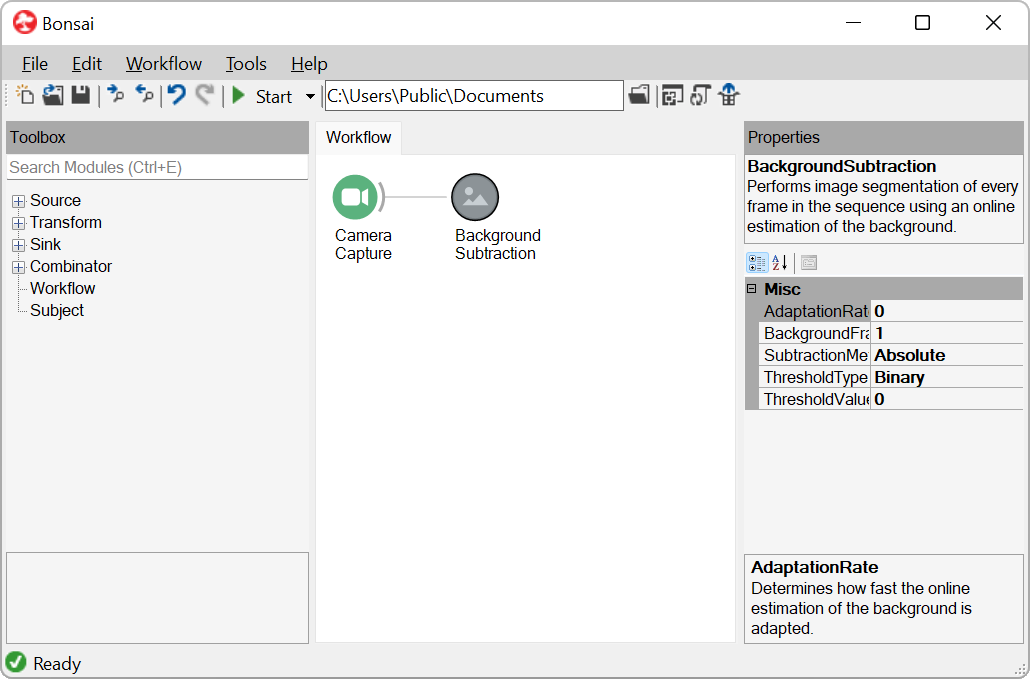 Bonsai
File Edit Workflow Tools Help
Start C:\Users\Public\Documents
Toolbox
Search Modules (Ctrl+E)
Source
Transform
Sink
Combinator
Workflow
Subject
Workflow
Camera
Capture
Background
Subtraction
Properties
BackgroundSubtraction
Performs image segmentation of every
frame in the sequence using an online
estimation of the background.
Misc
AdaptationRat 0
BackgroundFra 1
SubtractionMe Absolute
ThresholdType Binary
ThresholdValue 0
AdaptationRate
Determines how fast the online
estimation of the background is
adapted.
Ready